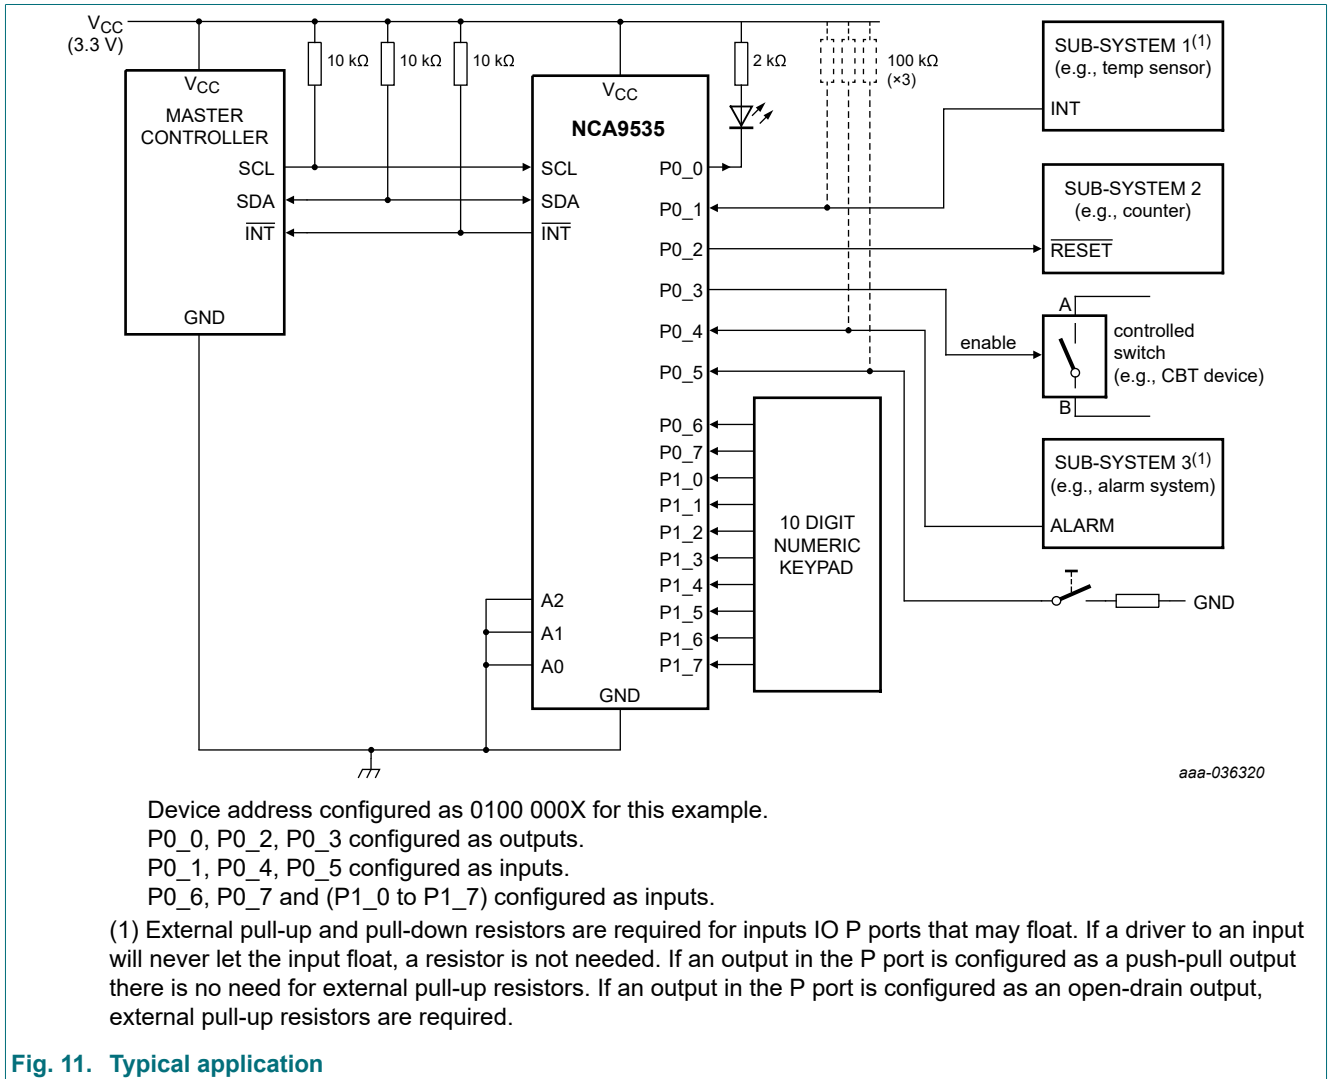 VCC
(3.3 V)
10 kΩ
10 kΩ
10 kΩ
2 kΩ
100 kΩ
(×3)
VCC
MASTER
CONTROLLER
SCL
SDA
INT
GND
VCC
NCA9535
SCL
SDA
INT
A2
A1
A0
GND
P0_0
P0_1
P0_2
P0_3
P0_4
P0_5
P0_6
P0_7
P1_0
P1_1
P1_2
P1_3
P1_4
P1_5
P1_6
P1_7
10 DIGIT
NUMERIC
KEYPAD
SUB-SYSTEM 1(1)
(e.g., temp sensor)
INT
SUB-SYSTEM 2
(e.g., counter)
RESET
enable
A
B
controlled
switch
(e.g., CBT device)
SUB-SYSTEM 3(1)
(e.g., alarm system)
ALARM
GND
aaa-036320
Device address configured as 0100 000X for this example.
P0_0, P0_2, P0_3 configured as outputs.
P0_1, P0_4, P0_5 configured as inputs.
P0_6, P0_7 and (P1_0 to P1_7) configured as inputs.
(1) External pull-up and pull-down resistors are required for inputs IO P ports that may float. If a driver to an input
will never let the input float, a resistor is not needed. If an output in the P port is configured as a push-pull output
there is no need for external pull-up resistors. If an output in the P port is configured as an open-drain output,
external pull-up resistors are required.
Fig. 11. Typical application